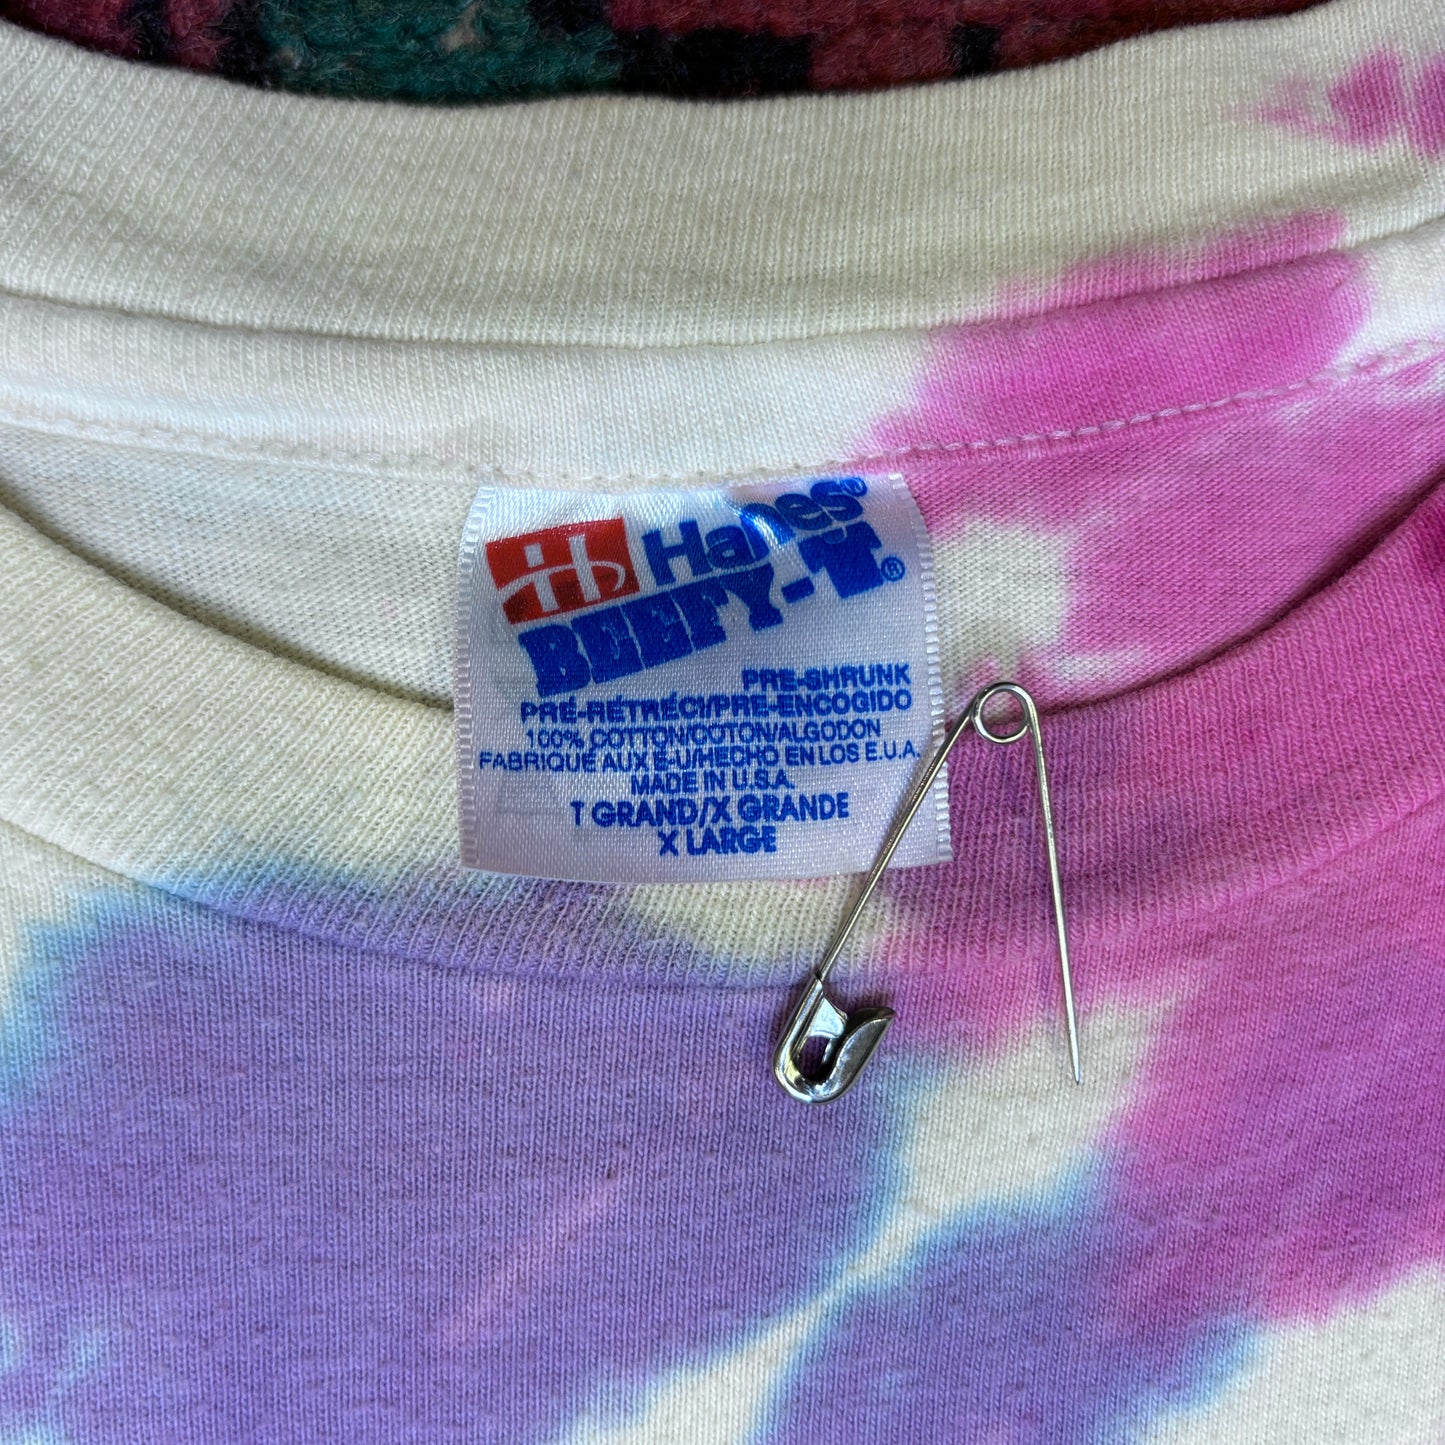 Hanes®
BEEFY-T®
PRE-SHRUNK
PRÉ-RÉTRÉCI/PRE-ENCOGIDO
100% COTTON/COTON/ALGODON
FABRIQUÉ AUX É-U/HECHO EN LOS E.U.A.
MADE IN U.S.A.
T GRAND/X GRANDE
X LARGE